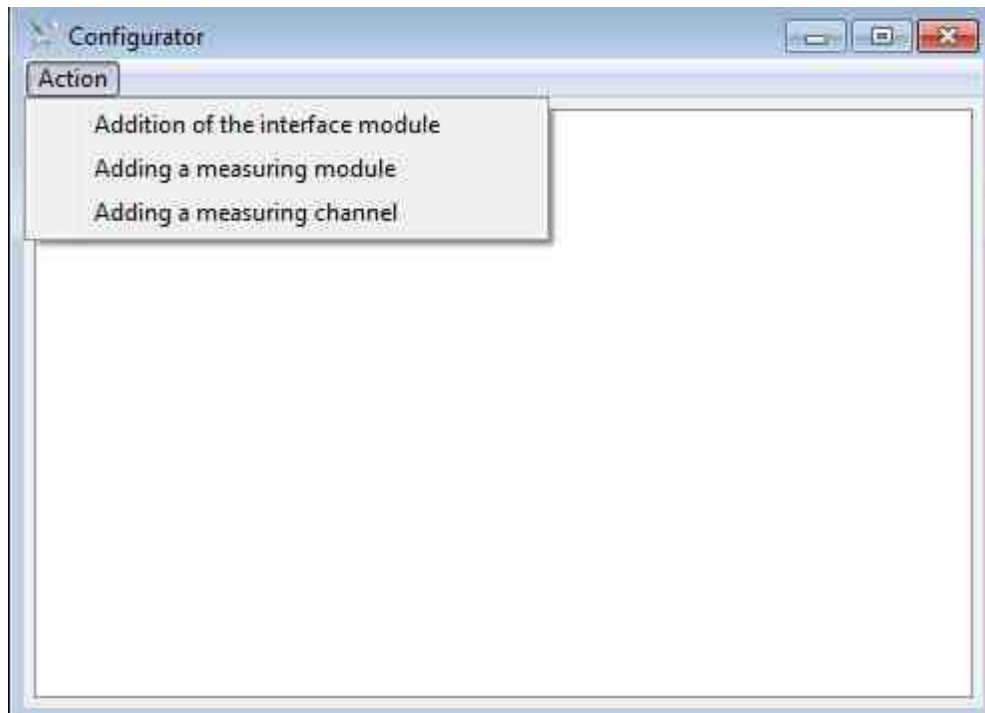 Configurator
Action
Addition of the interface module
Adding a measuring module
Adding a measuring channel